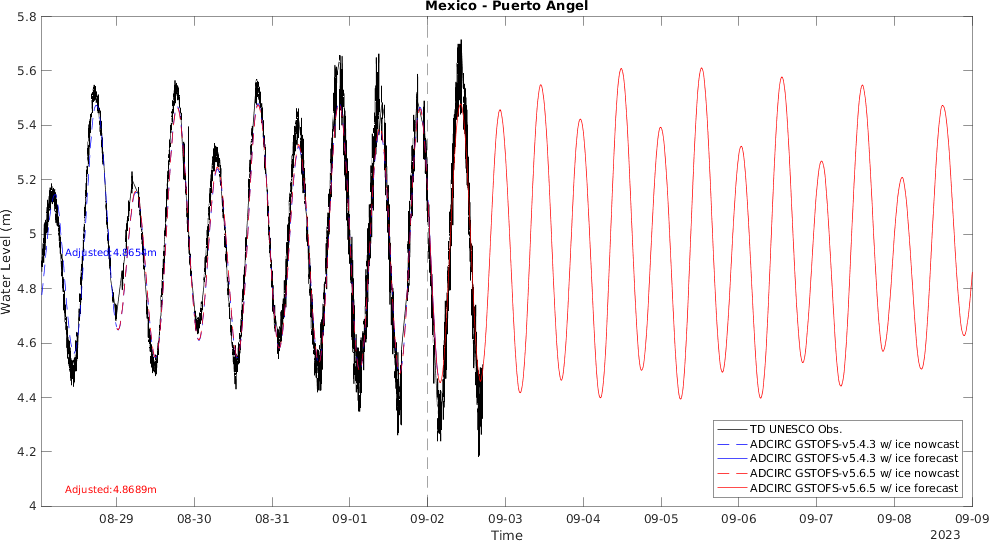 Mexico - Puerto Angel
5.8
5.6
5.4
5.2
5
4.8
4.6
4.4
4.2
4
Water Level (m)
Adjusted:4.8654m
Adjusted:4.8689m
TD UNESCO Obs.
ADCIRC GSTOFS-v5.4.3 w/ ice nowcast
ADCIRC GSTOFS-v5.4.3 w/ ice forecast
ADCIRC GSTOFS-v5.6.5 w/ ice nowcast
ADCIRC GSTOFS-v5.6.5 w/ ice forecast
08-29 08-30 08-31 09-01 09-02 09-03 09-04 09-05 09-06 09-07 09-08 09-09
Time
2023